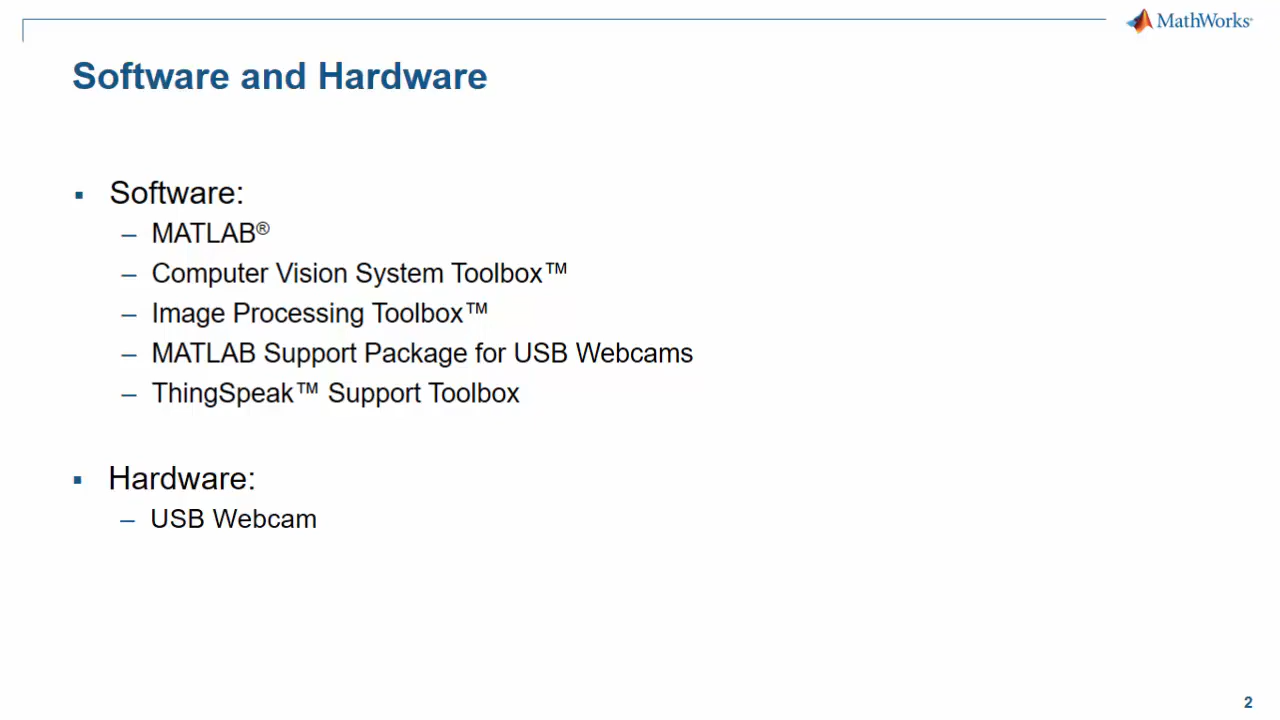 MathWorks®
Software and Hardware
▪ Software:
– MATLAB®
– Computer Vision System Toolbox™
– Image Processing Toolbox™
– MATLAB Support Package for USB Webcams
– ThingSpeak™ Support Toolbox
▪ Hardware:
– USB Webcam
2